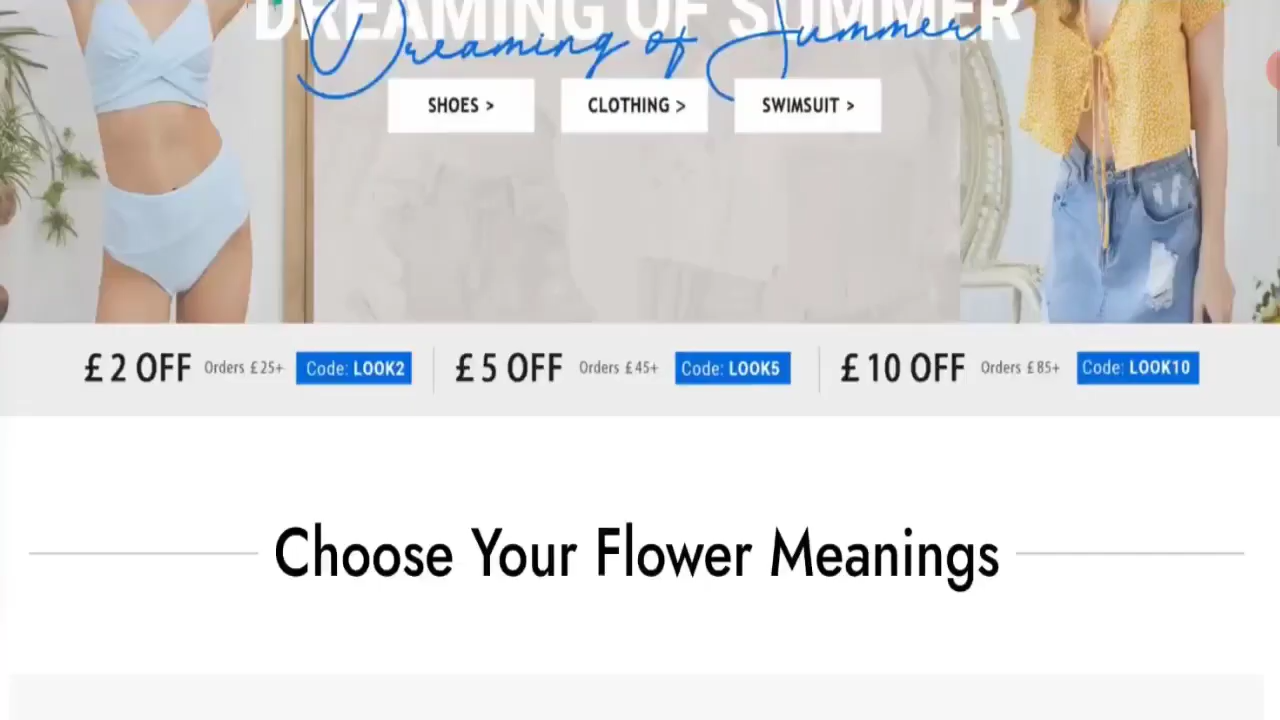 DREAMING OF SUMMER
Dreaming of Summer
SHOES >
CLOTHING >
SWIMSUIT >
£2 OFF Orders £25+ Code: LOOK2
£5 OFF Orders £45+ Code: LOOK5
£10 OFF Orders £85+ Code: LOOK10
Choose Your Flower Meanings